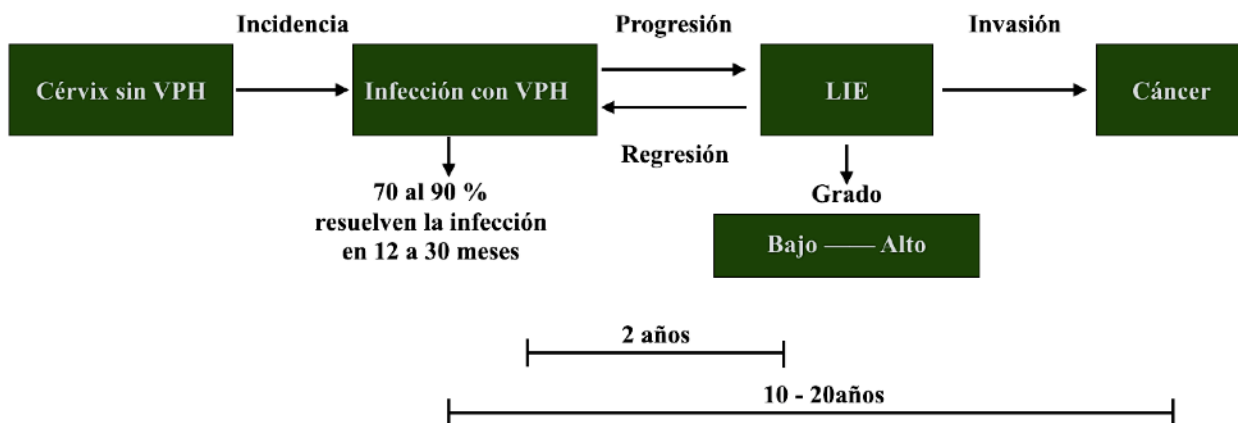 Incidencia
Progresión
Invasión
Cérvix sin VPH
Infección con VPH
LIE
Cáncer
Regresión
70 al 90 %
resuelven la infección
en 12 a 30 meses
Grado
Bajo —— Alto
2 años
10 - 20años